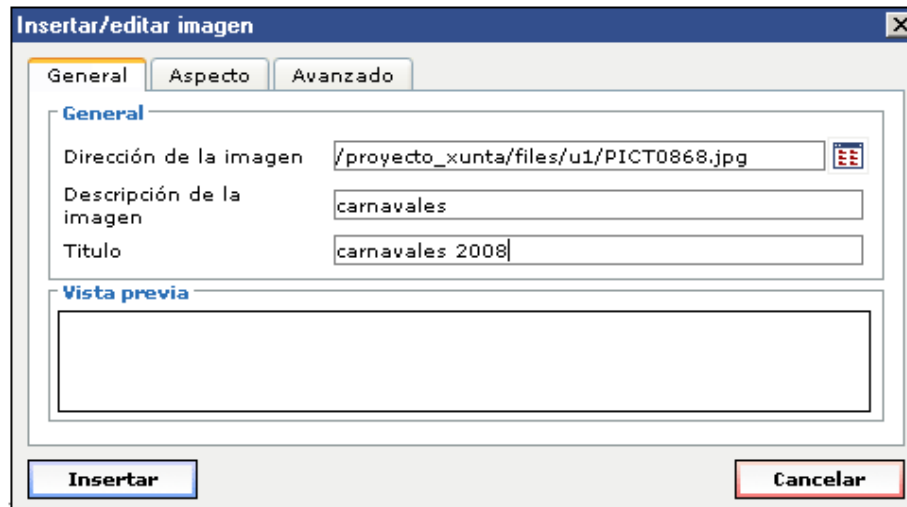 Insertar/editar imagen
General Aspecto Avanzado
General
Dirección de la imagen /proyecto_xunta/files/u1/PICT0868.jpg
Descripción de la
imagen carnavales
Titulo carnavales 2008
Vista previa
Insertar Cancelar